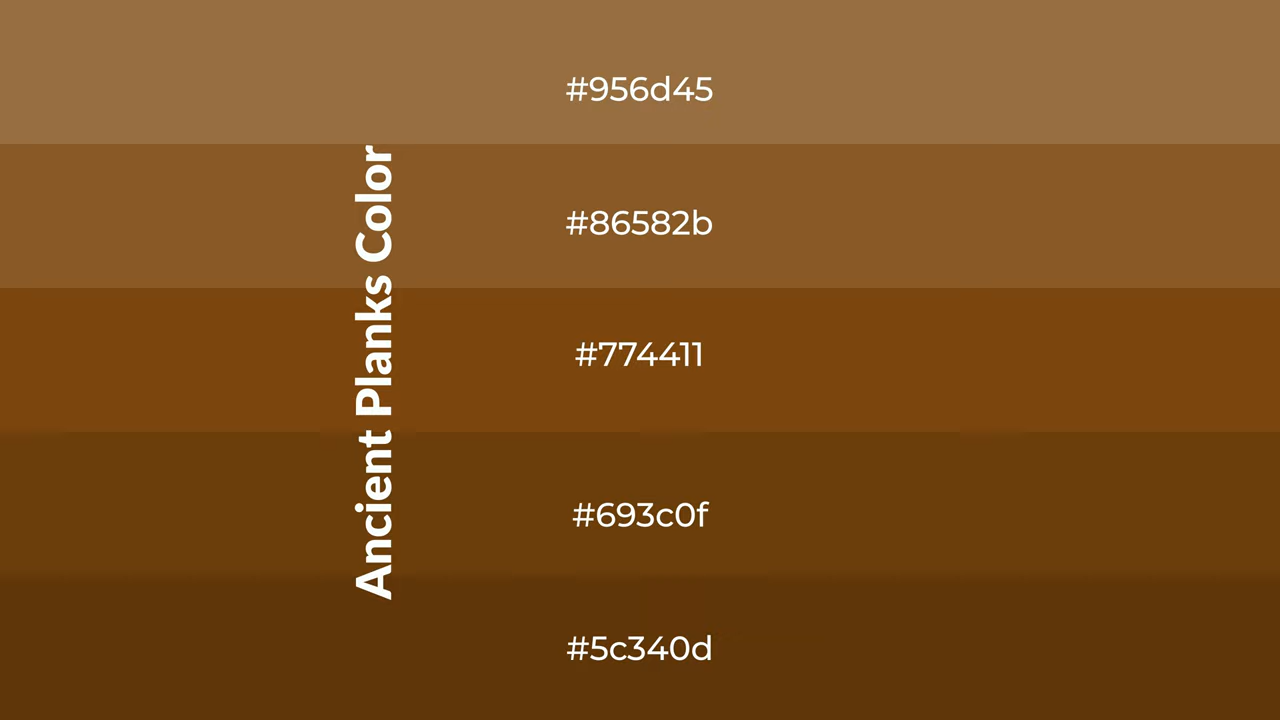 Ancient Planks Color
#956d45
#86582b
#774411
#693c0f
#5c340d